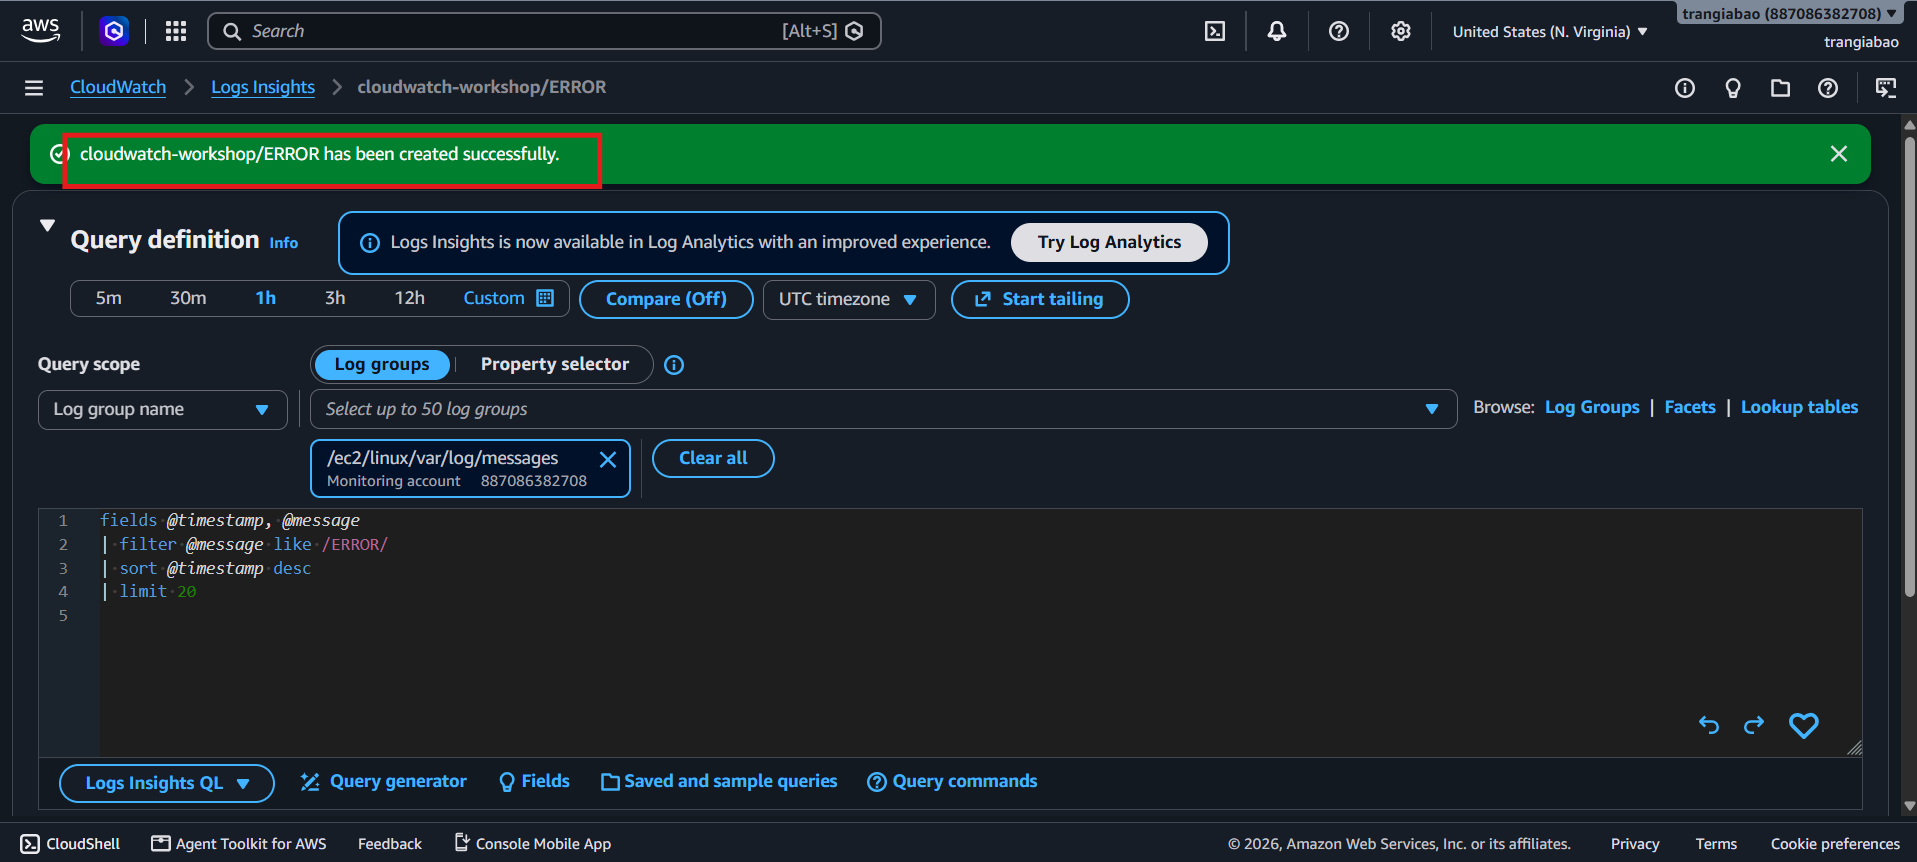 aws
Search [Alt+S]
United States (N. Virginia)
trangiabao (887086382708)
trangiabao
CloudWatch
Logs Insights
cloudwatch-workshop/ERROR
cloudwatch-workshop/ERROR has been created successfully.
Query definition Info
Logs Insights is now available in Log Analytics with an improved experience. Try Log Analytics
5m 30m 1h 3h 12h Custom Compare (Off) UTC timezone Start tailing
Query scope Log groups Property selector
Log group name Select up to 50 log groups Browse: Log Groups | Facets | Lookup tables
/ec2/linux/var/log/messages
Monitoring account 887086382708
Clear all
1 fields @timestamp, @message
2 | filter @message like /ERROR/
3 | sort @timestamp desc
4 | limit 20
5
Logs Insights QL Query generator Fields Saved and sample queries Query commands
CloudShell Agent Toolkit for AWS Feedback Console Mobile App © 2026, Amazon Web Services, Inc. or its affiliates. Privacy Terms Cookie preferences